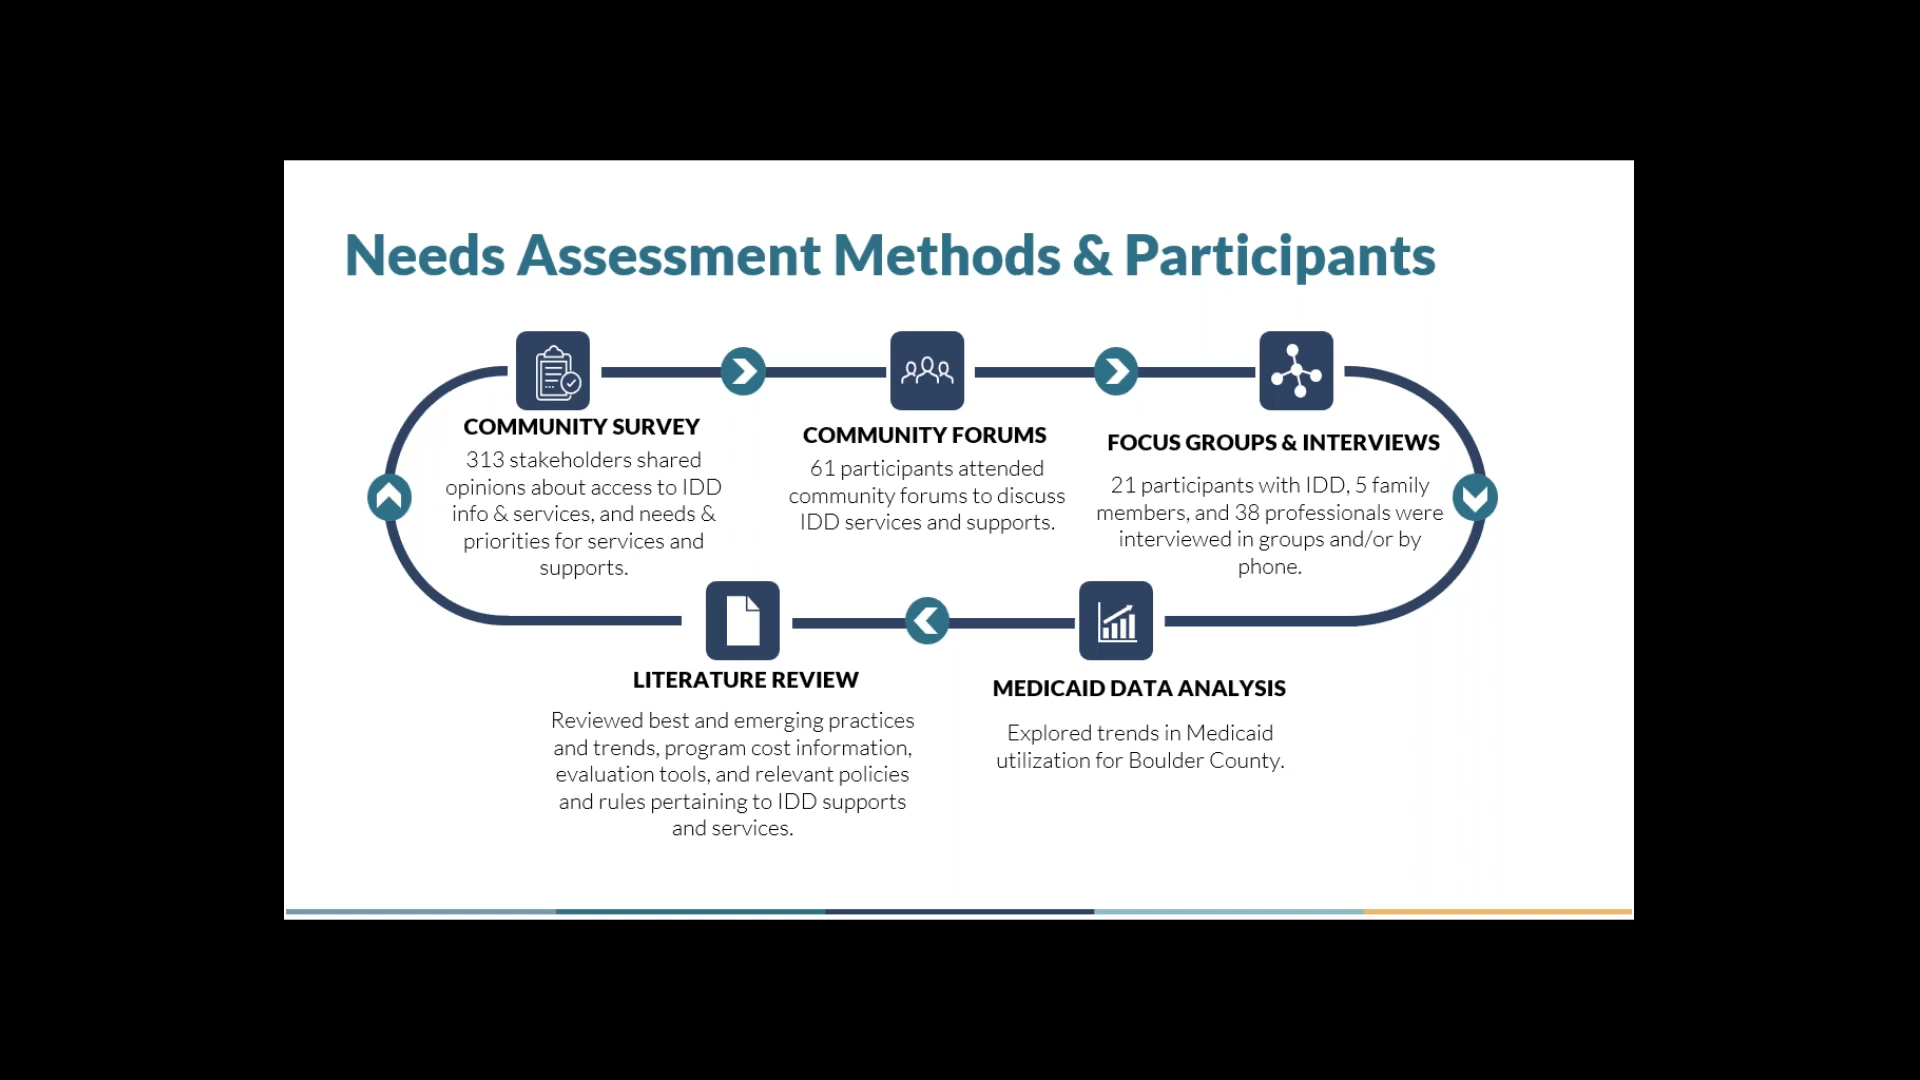 Needs Assessment Methods & Participants
COMMUNITY SURVEY
313 stakeholders shared
opinions about access to IDD
info & services, and needs &
priorities for services and
supports.
COMMUNITY FORUMS
61 participants attended
community forums to discuss
IDD services and supports.
FOCUS GROUPS & INTERVIEWS
21 participants with IDD, 5 family
members, and 38 professionals were
interviewed in groups and/or by
phone.
LITERATURE REVIEW
Reviewed best and emerging practices
and trends, program cost information,
evaluation tools, and relevant policies
and rules pertaining to IDD supports
and services.
MEDICAID DATA ANALYSIS
Explored trends in Medicaid
utilization for Boulder County.